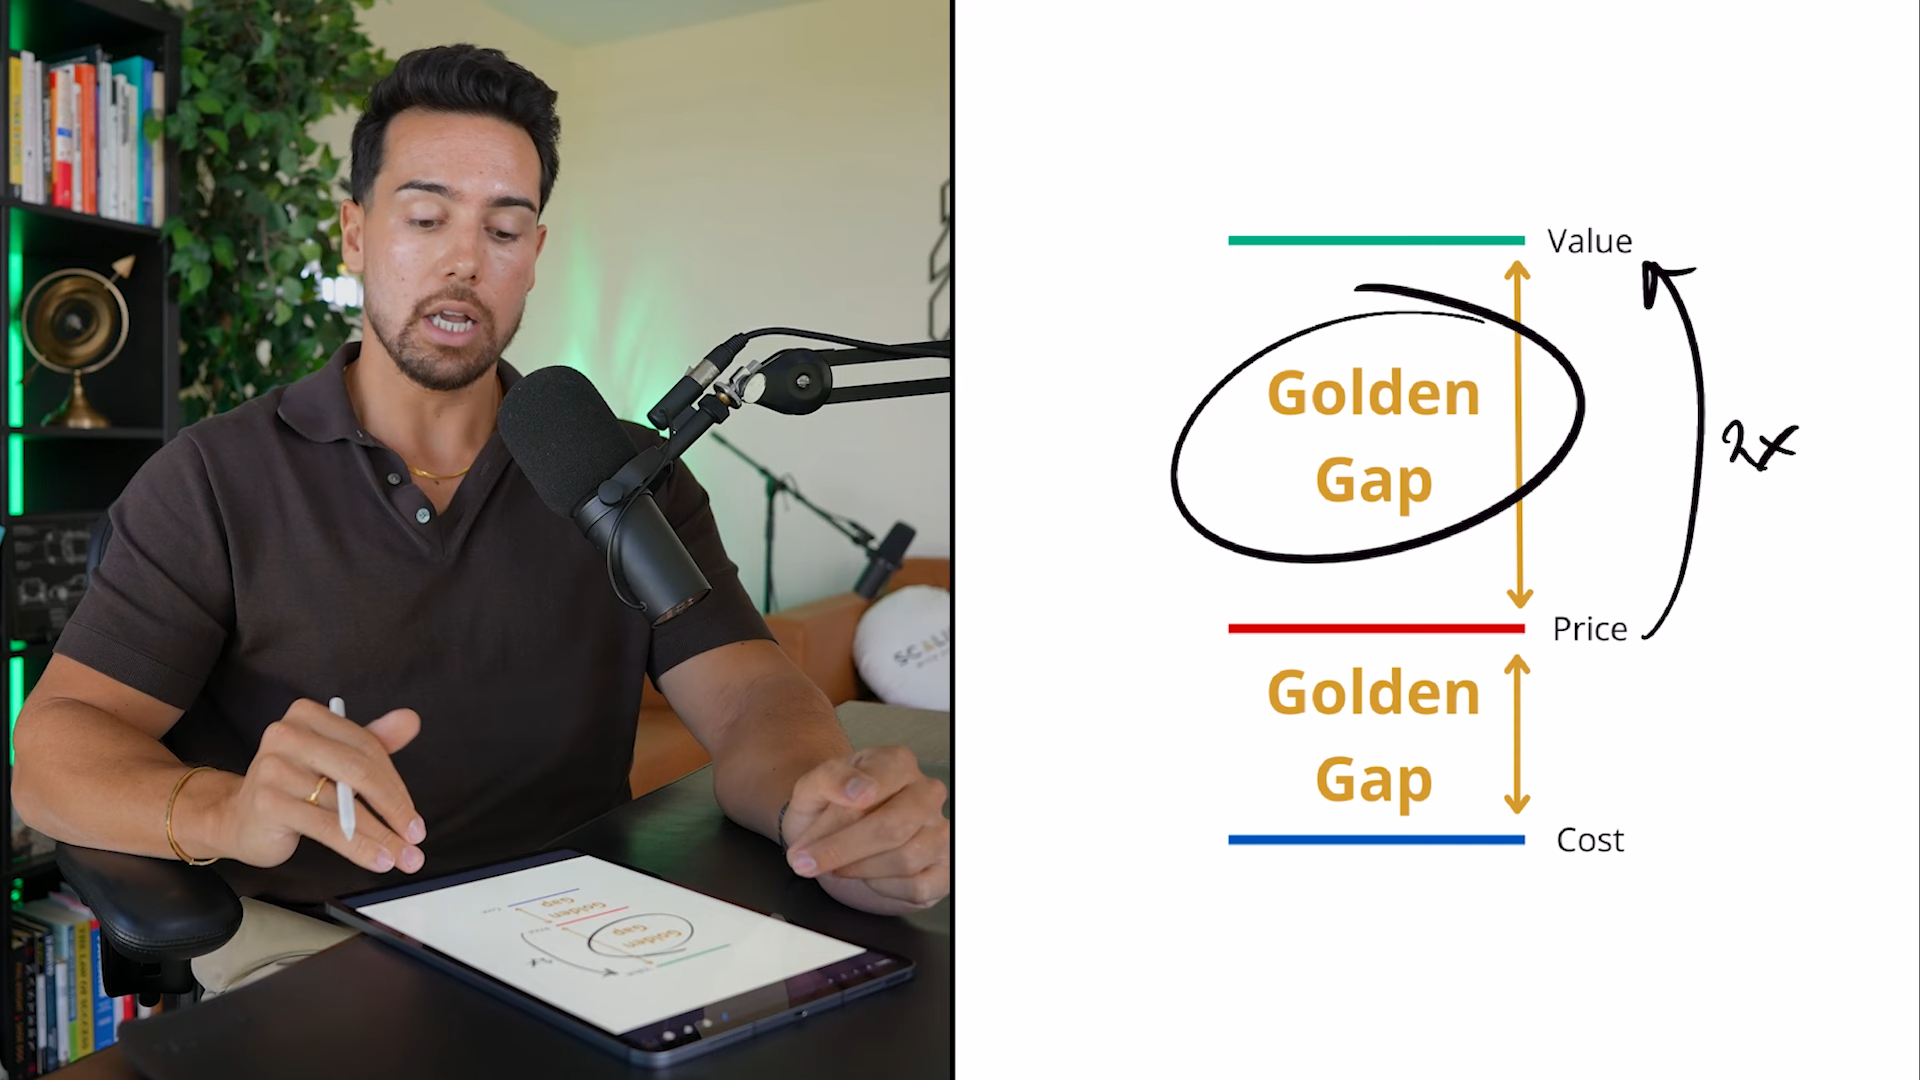 Value
Golden
Gap
2x
Price
Golden
Gap
Cost